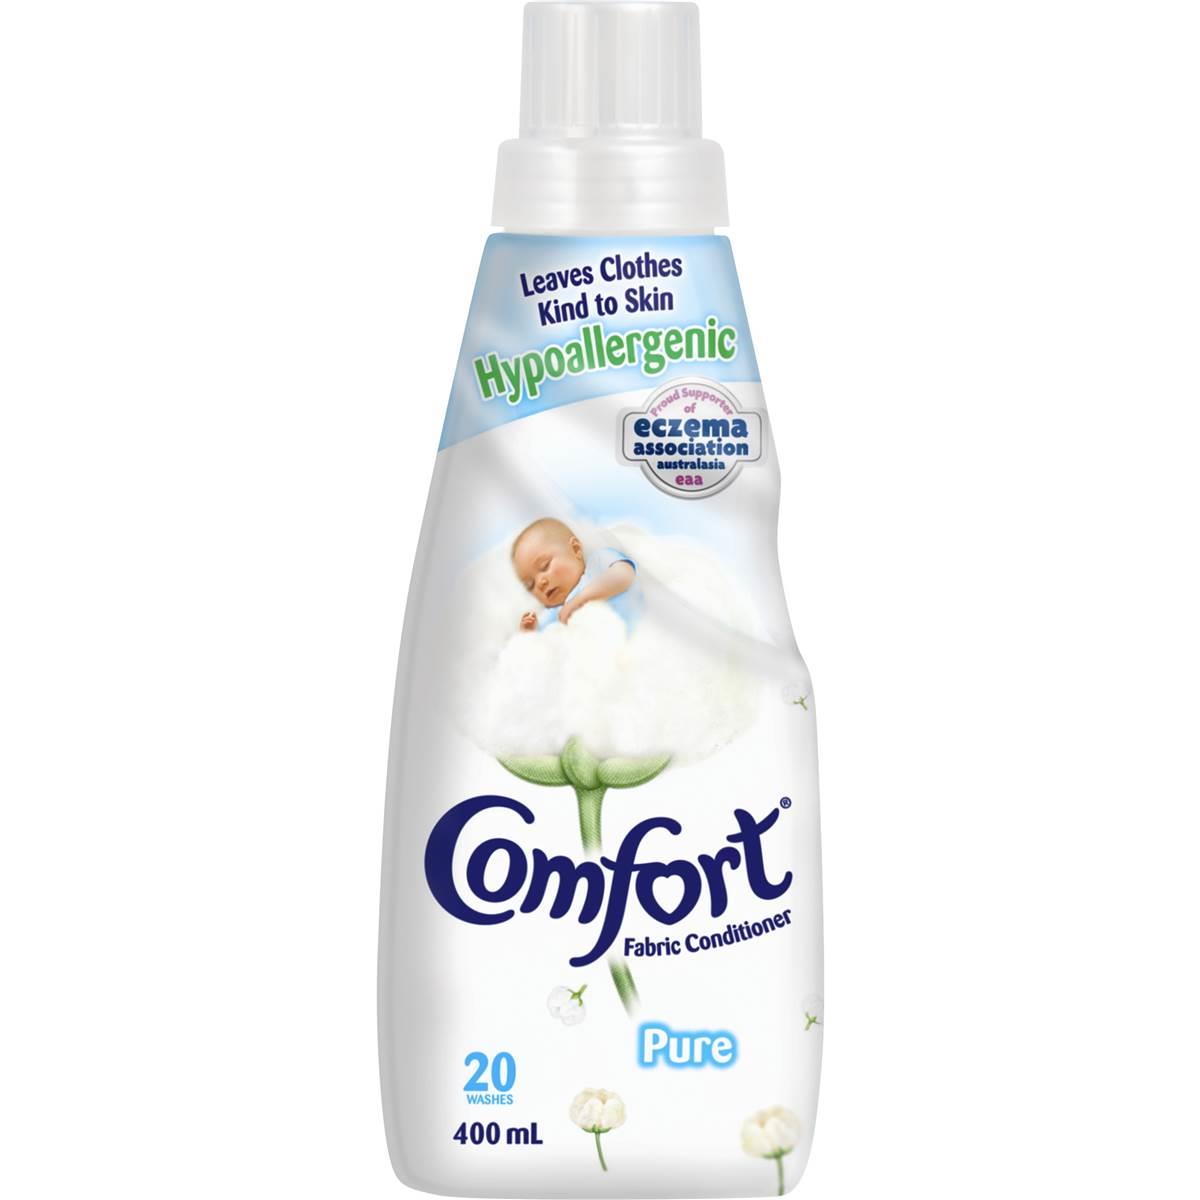 Leaves Clothes
Kind to Skin
Hypoallergenic
Proud Supporter
of
eczema
association
australasia
eaa
Comfort®
Fabric Conditioner
Pure
20
WASHES
400 mL